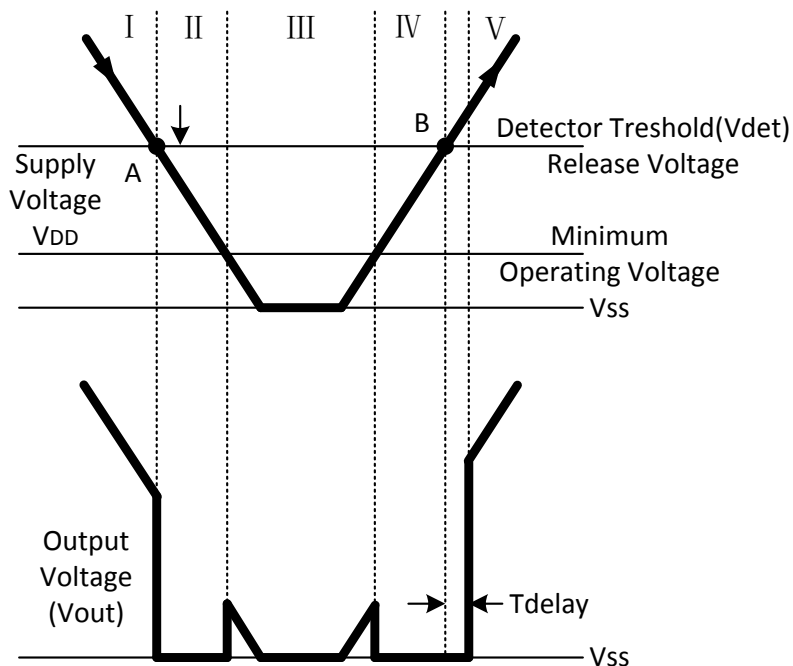 I II III IV V
A
B
Detector Treshold(Vdet)
Release Voltage
Supply
Voltage
VDD
Minimum
Operating Voltage
Vss
Output
Voltage
(Vout)
Tdelay
Vss